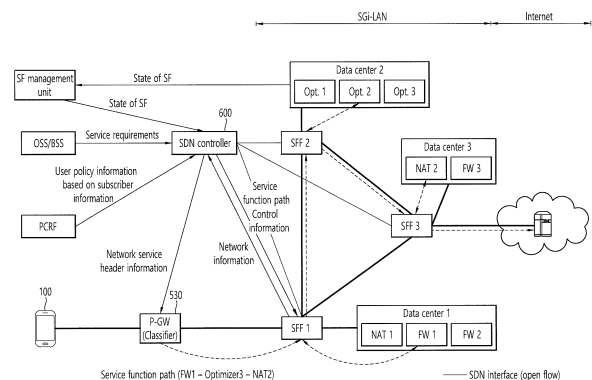 SGi-LAN
Internet
Data center 2
Opt. 1
Opt. 2
Opt. 3
SF management
unit
State of SF
State of SF
600
OSS/BSS
Service requirements
SDN controller
SFF 2
Data center 3
NAT 2
FW 3
User policy information
based on subscriber
information
Service
function path
Control
information
PCRF
SFF 3
Network service
header information
Network
information
100
530
P-GW
(Classifier)
SFF 1
Data center 1
NAT 1
FW 1
FW 2
Service function path (FW1 – Optimizer3 – NAT2)
SDN interface (open flow)